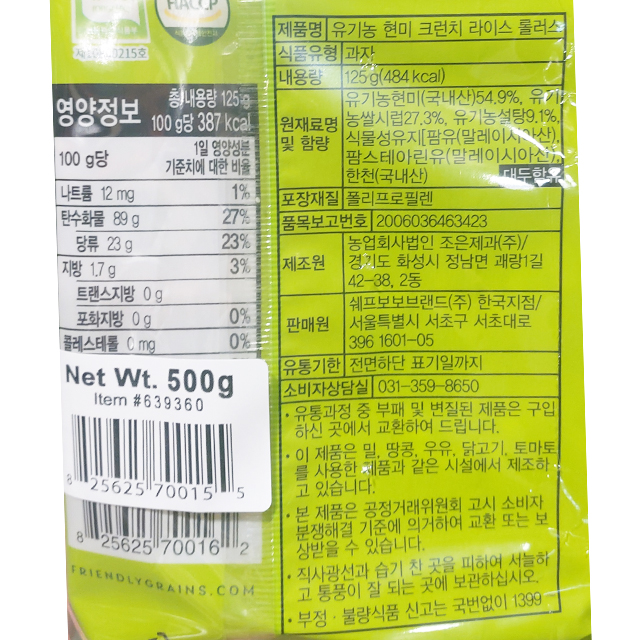 HACCP
0215호
영양정보
총 내용량 125 g
100 g당 387 kcal
100 g당
1일 영양성분
기준치에 대한 비율
나트륨 12 mg 1%
탄수화물 89 g 27%
당류 23 g 23%
지방 1.7 g 3%
트랜스지방 0 g
포화지방 0 g 0%
콜레스테롤 0 mg 0%
Net Wt. 500g
Item #639360
8 25625 70015 5
8 25625 70016 2
FRIENDLYGRAINS.COM
제품명 유기농 현미 크런치 라이스 롤러스
식품유형 과자
내용량 125 g(484 kcal)
원재료명 및 함량
유기농현미(국내산)54.9%, 유기
농쌀시럽27.3%, 유기농설탕9.1%,
식물성유지[팜유(말레이시아산),
팜스테아린유(말레이시아산),
한천(국내산)
대두함유
포장재질 폴리프로필렌
품목보고번호 2006036463423
제조원
농업회사법인 조은제과(주)/
경기도 화성시 정남면 괘랑1길
42-38, 2동
판매원
쉐프보보브랜드(주) 한국지점/
서울특별시 서초구 서초대로
396 1601-05
유통기한 전면하단 표기일까지
소비자상담실 031-359-8650
· 유통과정 중 부패 및 변질된 제품은 구입
하신 곳에서 교환하여 드립니다.
· 이 제품은 밀, 땅콩, 우유, 닭고기, 토마토
를 사용한 제품과 같은 시설에서 제조하
고 있습니다.
· 본 제품은 공정거래위원회 고시 소비자
분쟁해결 기준에 의거하여 교환 또는 보
상받을 수 있습니다.
· 직사광선과 습기 찬 곳을 피하여 서늘하
고 통풍이 잘 되는 곳에 보관하십시오.
· 부정 · 불량식품 신고는 국번없이 1399